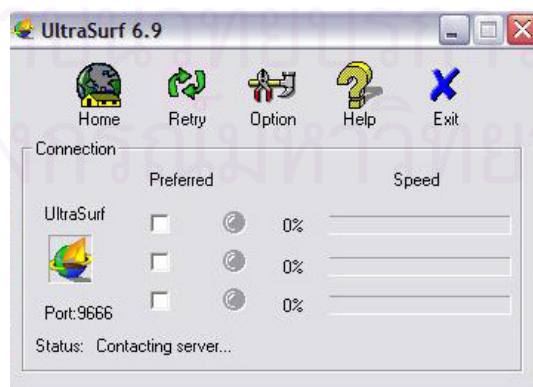 UltraSurf 6.9
Home Retry Option Help Exit
Connection
Preferred Speed
UltraSurf
0%
0%
0%
Port:9666
Status: Contacting server...